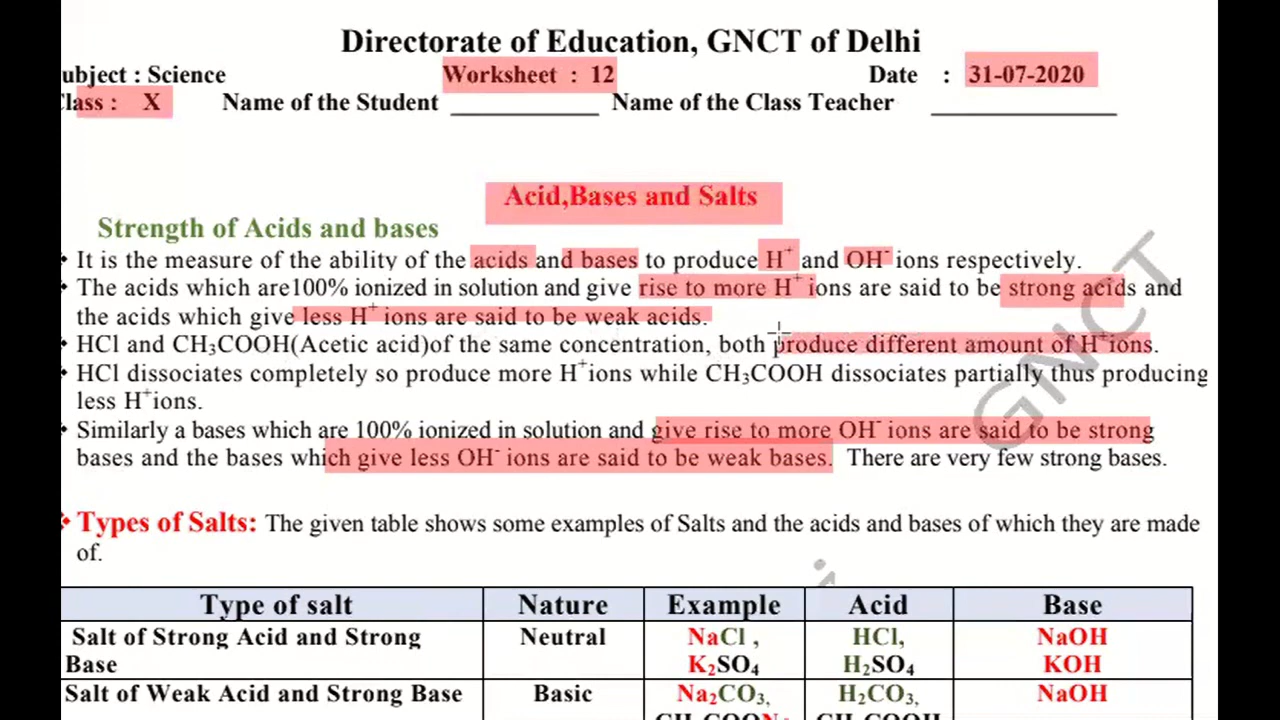 Directorate of Education, GNCT of Delhi
ubject : Science Worksheet : 12 Date : 31-07-2020
Class : X Name of the Student ____________ Name of the Class Teacher ________________
Acid,Bases and Salts
Strength of Acids and bases
• It is the measure of the ability of the acids and bases to produce H⁺ and OH⁻ ions respectively.
• The acids which are100% ionized in solution and give rise to more H⁺ ions are said to be strong acids and
the acids which give less H⁺ ions are said to be weak acids.
• HCl and CH₃COOH(Acetic acid)of the same concentration, both produce different amount of H⁺ions.
• HCl dissociates completely so produce more H⁺ions while CH₃COOH dissociates partially thus producing
less H⁺ions.
• Similarly a bases which are 100% ionized in solution and give rise to more OH⁻ ions are said to be strong
bases and the bases which give less OH⁻ ions are said to be weak bases. There are very few strong bases.
Types of Salts: The given table shows some examples of Salts and the acids and bases of which they are made
of.
Type of salt Nature Example Acid Base
Salt of Strong Acid and Strong Neutral NaCl , HCl, NaOH
Base K₂SO₄ H₂SO₄ KOH
Salt of Weak Acid and Strong Base Basic Na₂CO₃, H₂CO₃, NaOH
CH₃COONa CH₃COOH
GNCT